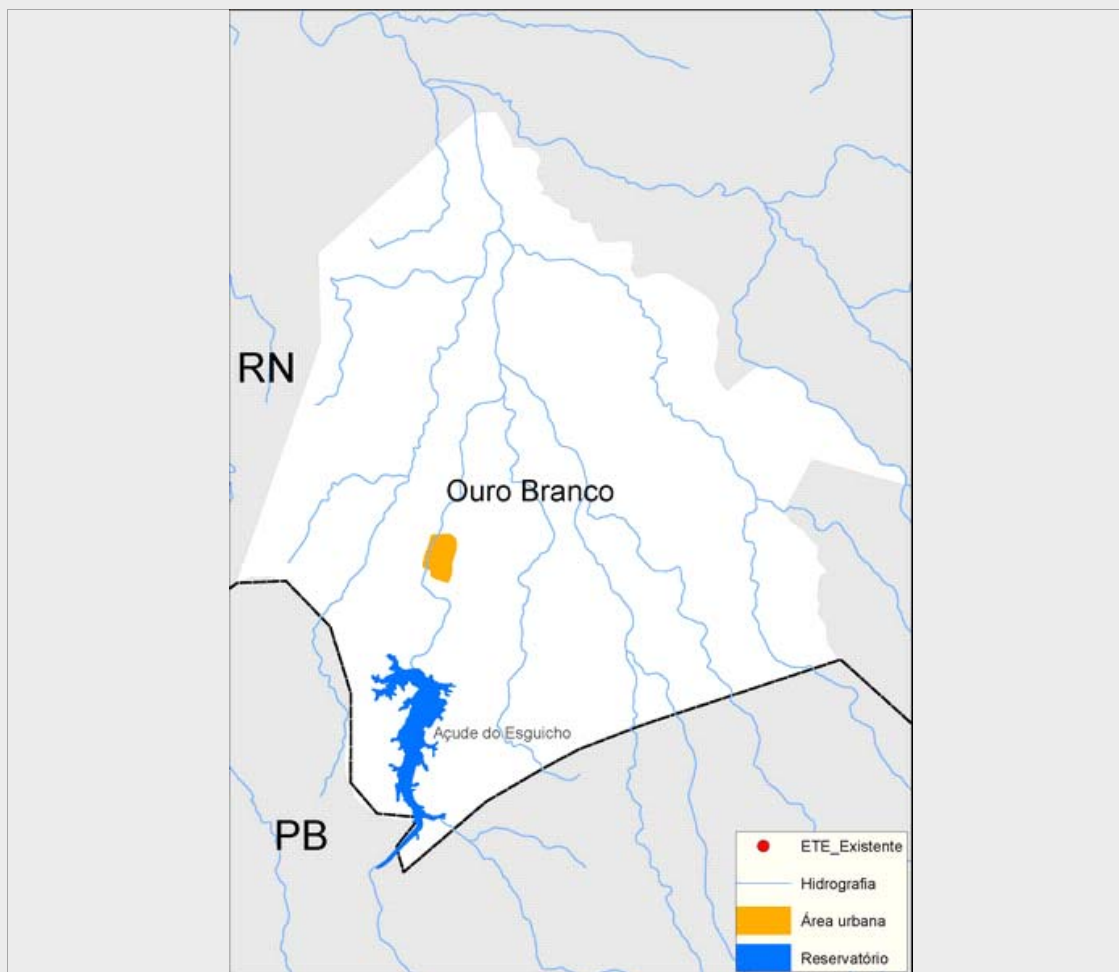 RN
Ouro Branco
Açude do Esguicho
PB
ETE_Existente
Hidrografia
Área urbana
Reservatório